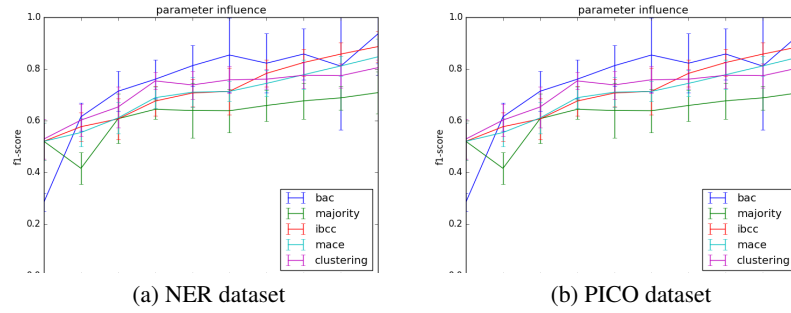 parameter influence
1.0
0.8
0.6
0.4
0.2
0.0
f1-score
bac
majority
ibcc
mace
clustering
(a) NER dataset
parameter influence
1.0
0.8
0.6
0.4
0.2
0.0
f1-score
bac
majority
ibcc
mace
clustering
(b) PICO dataset